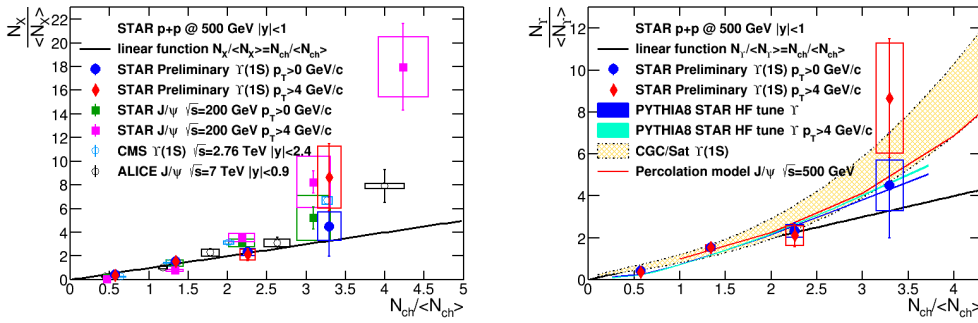 STAR p+p @ 500 GeV |y|<1
linear function N_X/<N_X>=N_ch/<N_ch>
STAR Preliminary ϒ(1S) p_T>0 GeV/c
STAR Preliminary ϒ(1S) p_T>4 GeV/c
STAR J/ψ √s=200 GeV p_T>0 GeV/c
STAR J/ψ √s=200 GeV p_T>4 GeV/c
CMS ϒ(1S) √s=2.76 TeV |y|<2.4
ALICE J/ψ √s=7 TeV |y|<0.9
N_X
<N_X>
22
20
18
16
14
12
10
8
6
4
2
0
0 0.5 1 1.5 2 2.5 3 3.5 4 4.5 5
N_ch/<N_ch>
STAR p+p @ 500 GeV |y|<1
linear function N_ϒ/<N_ϒ>=N_ch/<N_ch>
STAR Preliminary ϒ(1S) p_T>0 GeV/c
STAR Preliminary ϒ(1S) p_T>4 GeV/c
PYTHIA8 STAR HF tune ϒ
PYTHIA8 STAR HF tune ϒ p_T>4 GeV/c
CGC/Sat ϒ(1S)
Percolation model J/ψ √s=500 GeV
N_ϒ
<N_ϒ>
12
10
8
6
4
2
0
0 0.5 1 1.5 2 2.5 3 3.5 4
N_ch/<N_ch>